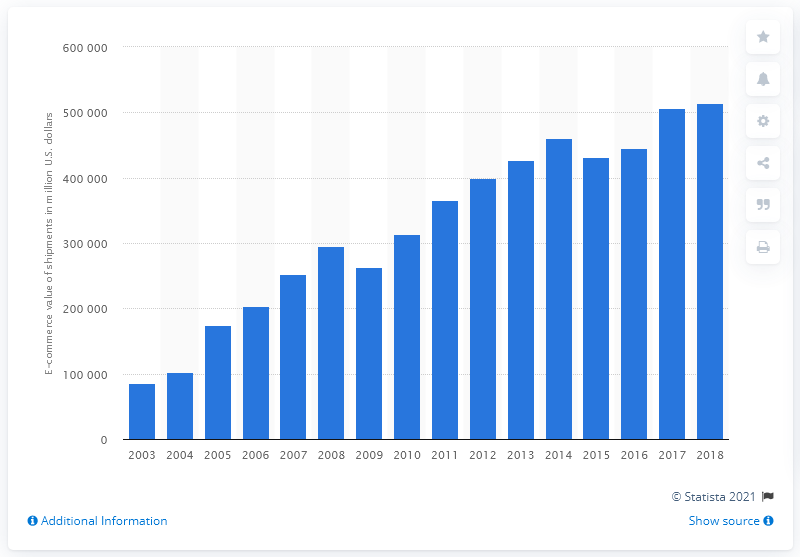 600 000
500 000
400 000
300 000
200 000
100 000
0
E-commerce value of shipments in million U.S. dollars
2003 2004 2005 2006 2007 2008 2009 2010 2011 2012 2013 2014 2015 2016 2017 2018
© Statista 2021
Additional Information
Show source